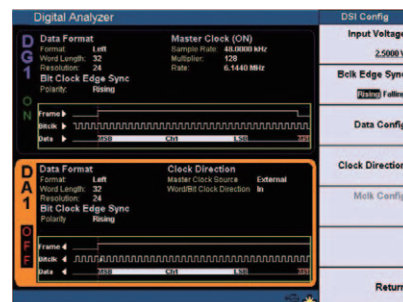 Digital Analyzer
DSI Config
DG1
ON
Data Format
Format: Left
Word Length: 32
Resolution: 24
Bit Clock Edge Sync
Polarity: Rising
Master Clock (ON)
Sample Rate: 48.0000 kHz
Multiplier: 128
Rate: 6.1440 MHz
Frame
Bitclk
Data
MSB Ch1 LSB
DA1
OFF
Data Format
Format: Left
Word Length: 32
Resolution: 24
Bit Clock Edge Sync
Polarity Rising
Clock Direction
Master Clock Source External
Word/Bit Clock Direction In
Frame
Bitclk
Data
MSB Ch1 LSB
Input Voltage
2.5000 V
Bclk Edge Sync
Rising Falling
Data Config
Clock Direction
Mclk Config
Return